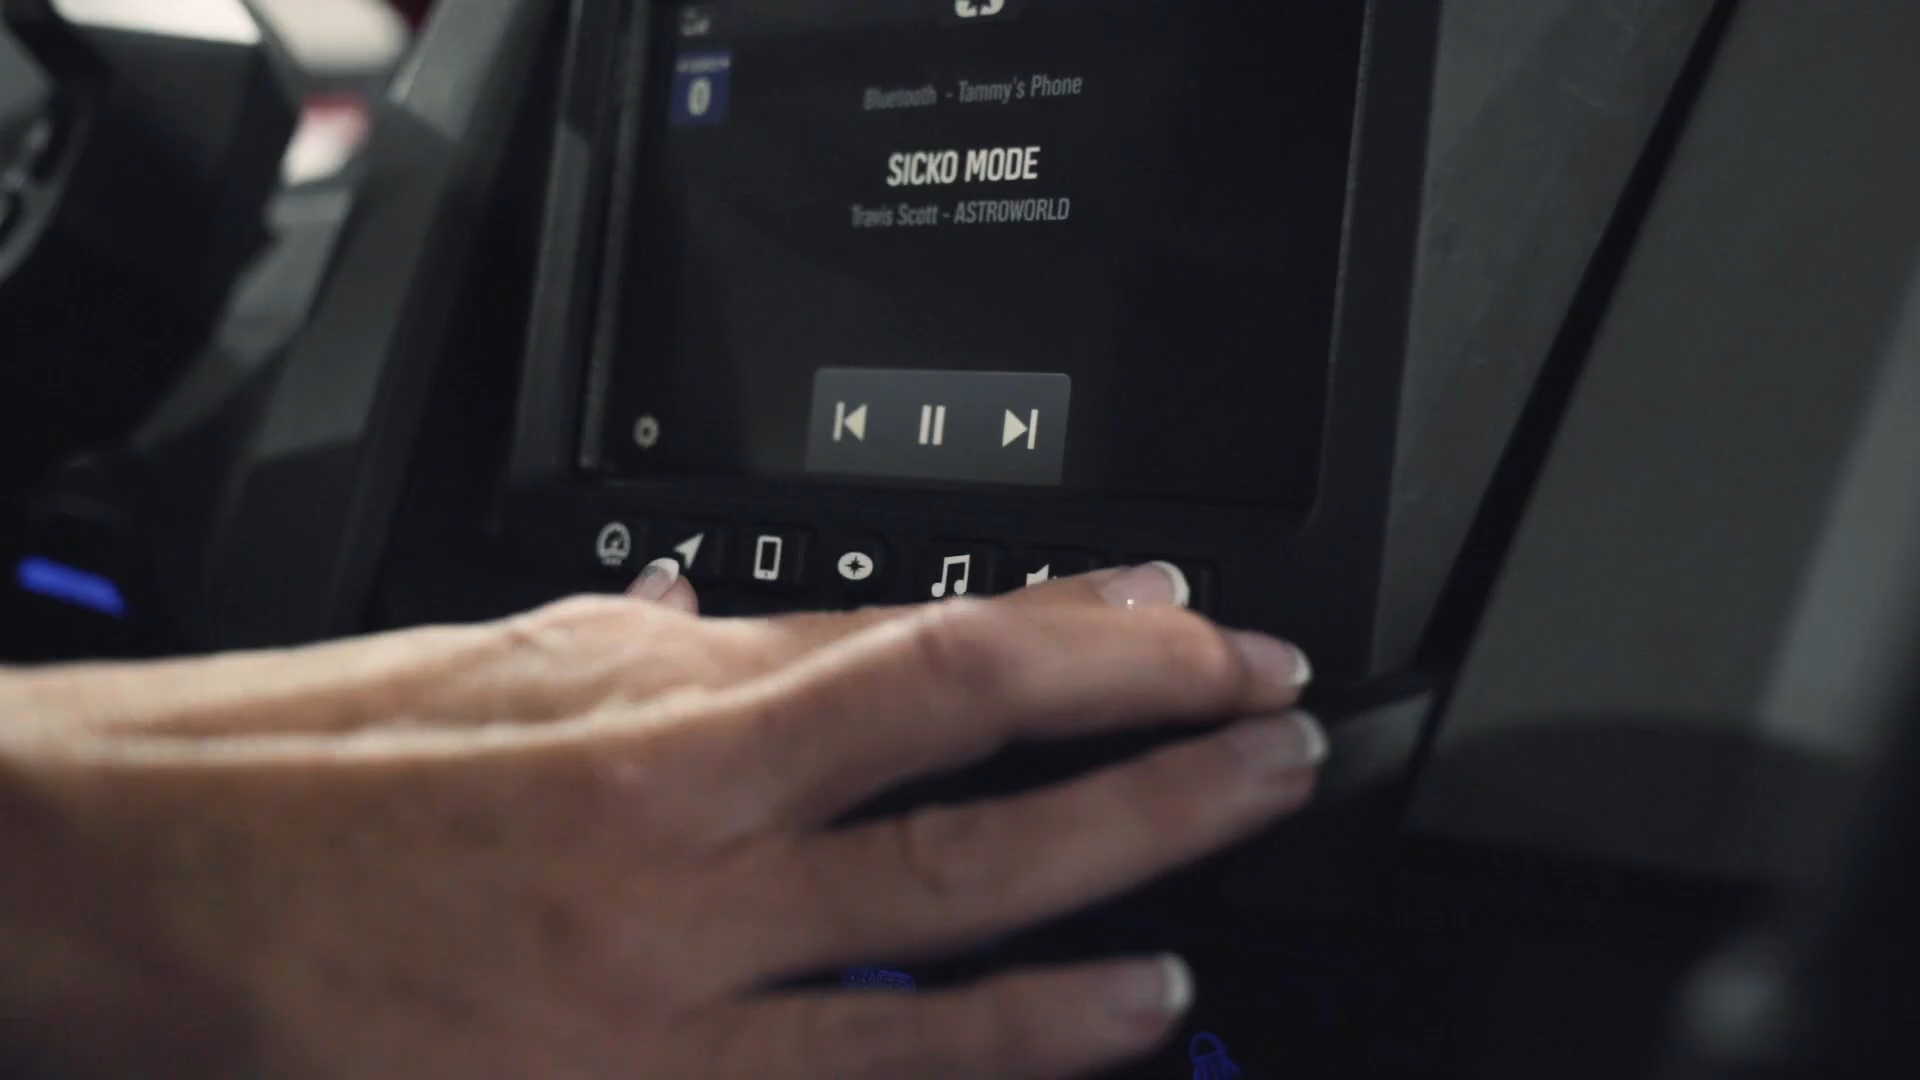 Bluetooth - Tammy's Phone
SICKO MODE
Travis Scott - ASTROWORLD